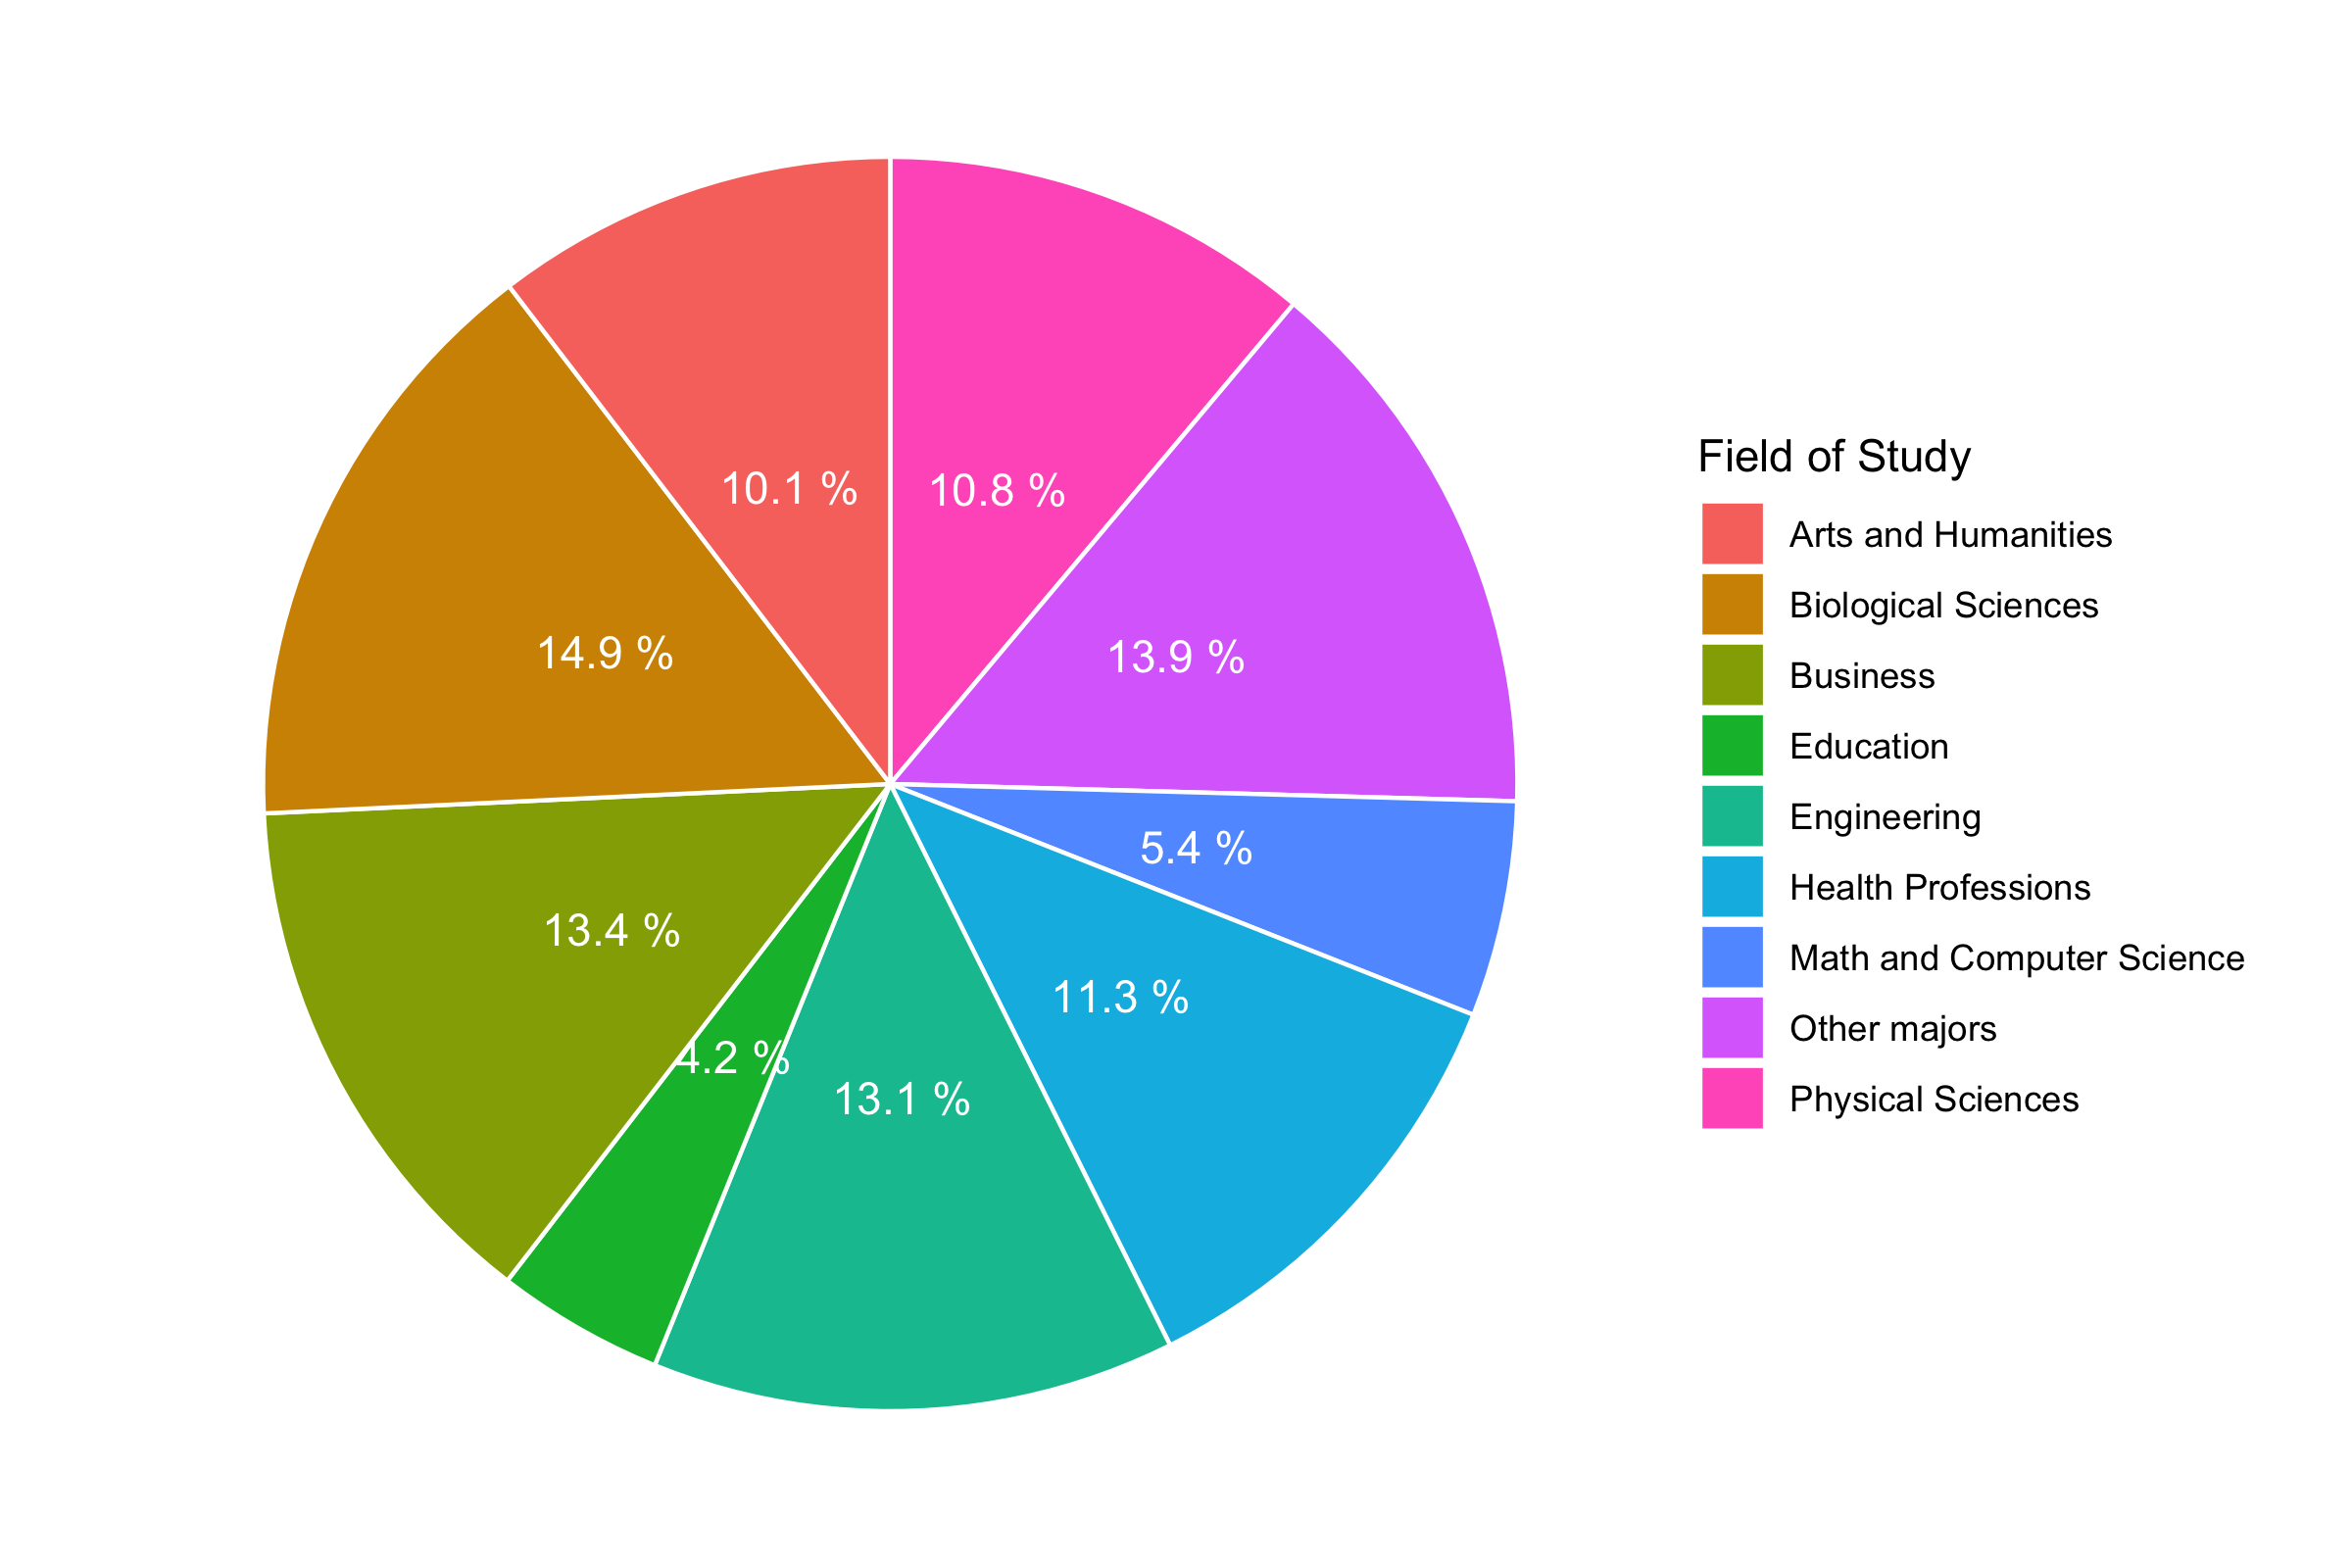 10.1 %
10.8 %
14.9 %
13.9 %
5.4 %
13.4 %
11.3 %
4.2 %
13.1 %
Field of Study
Arts and Humanities
Biological Sciences
Business
Education
Engineering
Health Professions
Math and Computer Science
Other majors
Physical Sciences